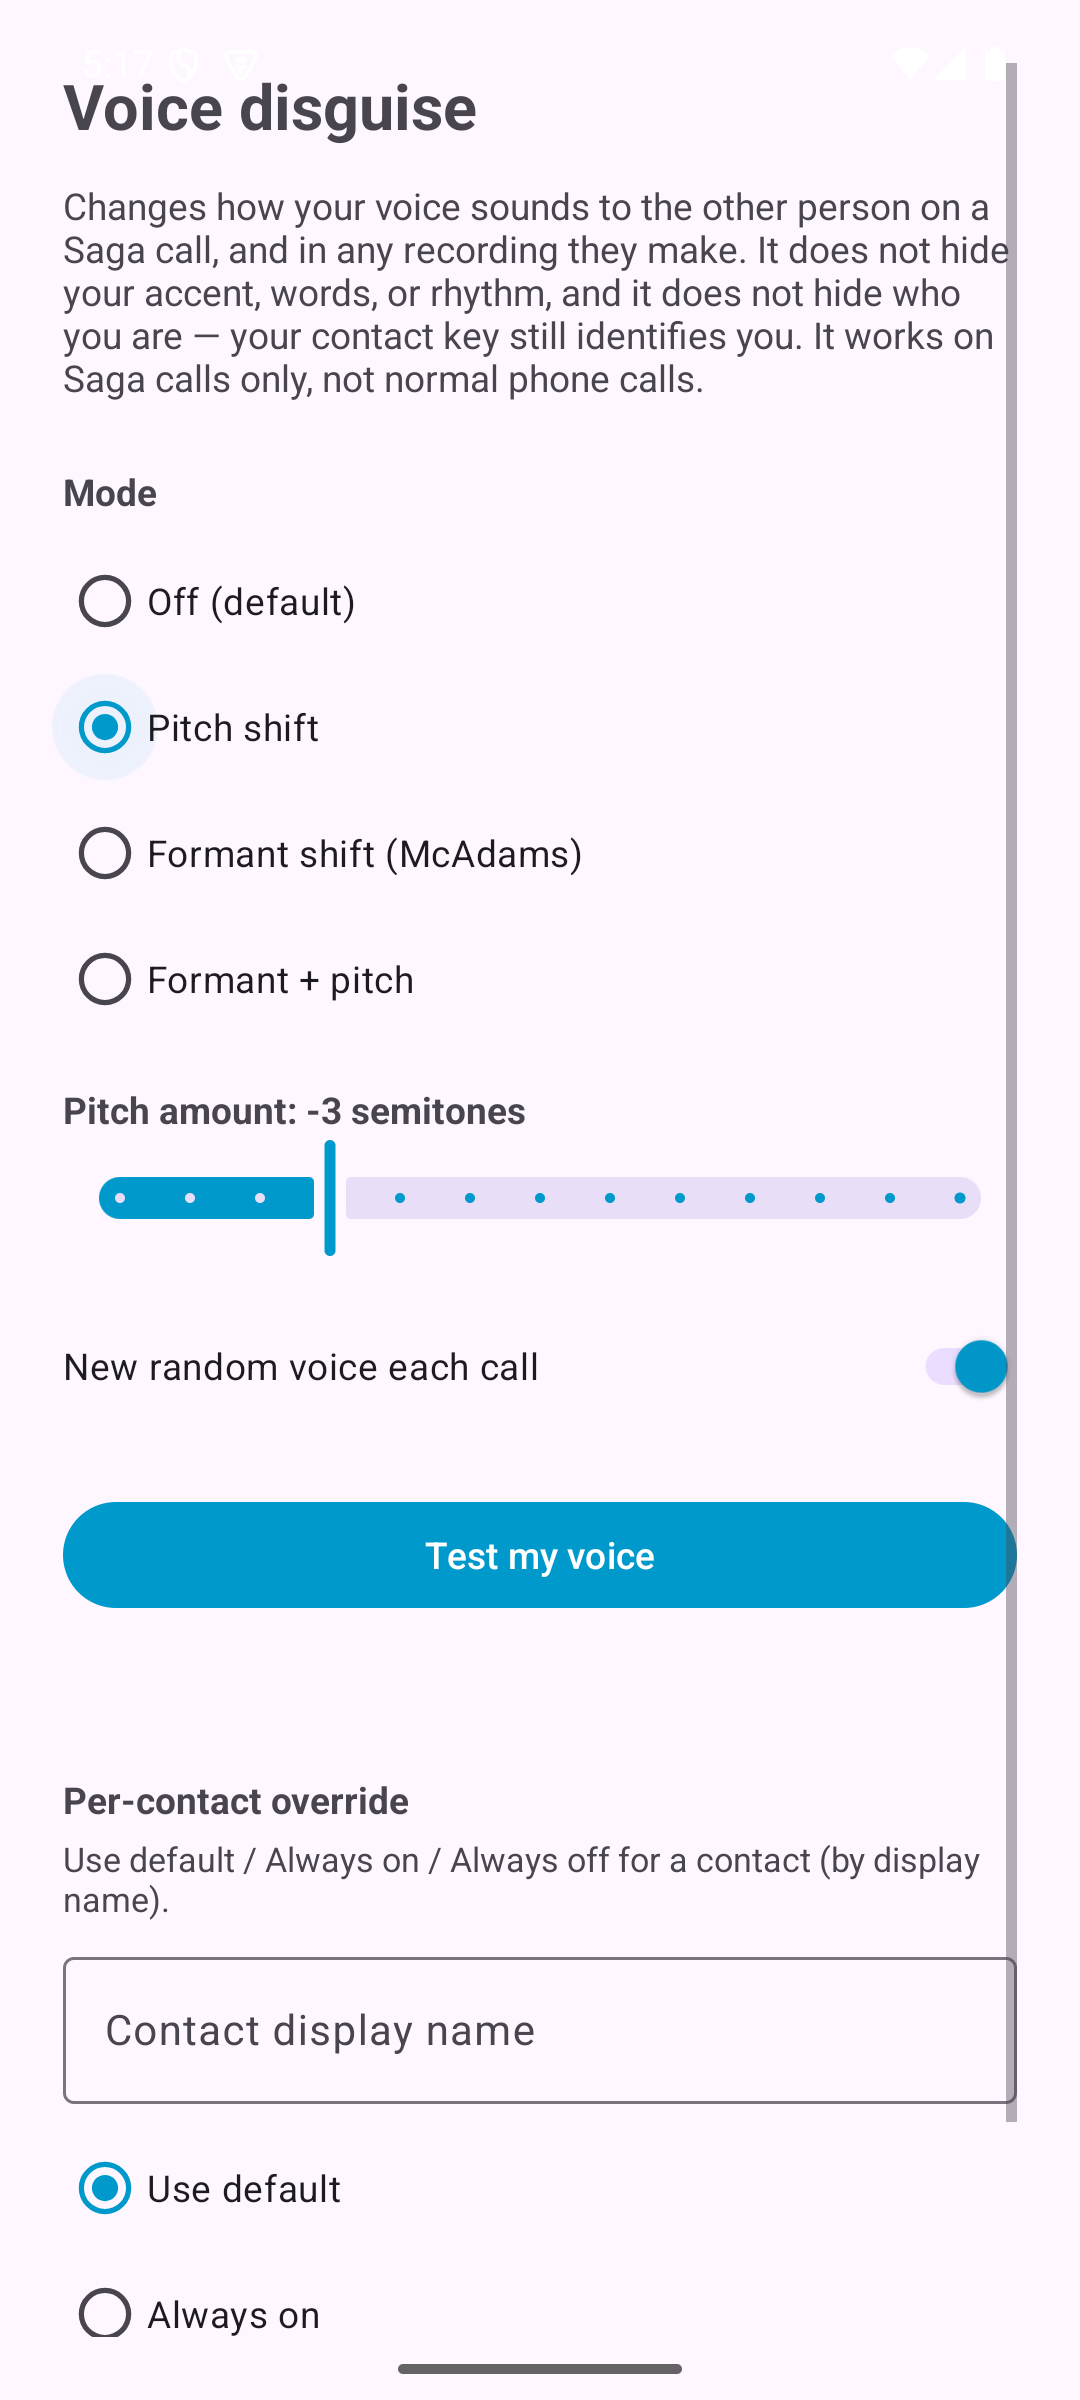 5:17
Voice disguise
Changes how your voice sounds to the other person on a
Saga call, and in any recording they make. It does not hide
your accent, words, or rhythm, and it does not hide who
you are — your contact key still identifies you. It works on
Saga calls only, not normal phone calls.
Mode
Off (default)
Pitch shift
Formant shift (McAdams)
Formant + pitch
Pitch amount: -3 semitones
New random voice each call
Test my voice
Per-contact override
Use default / Always on / Always off for a contact (by display
name).
Contact display name
Use default
Always on